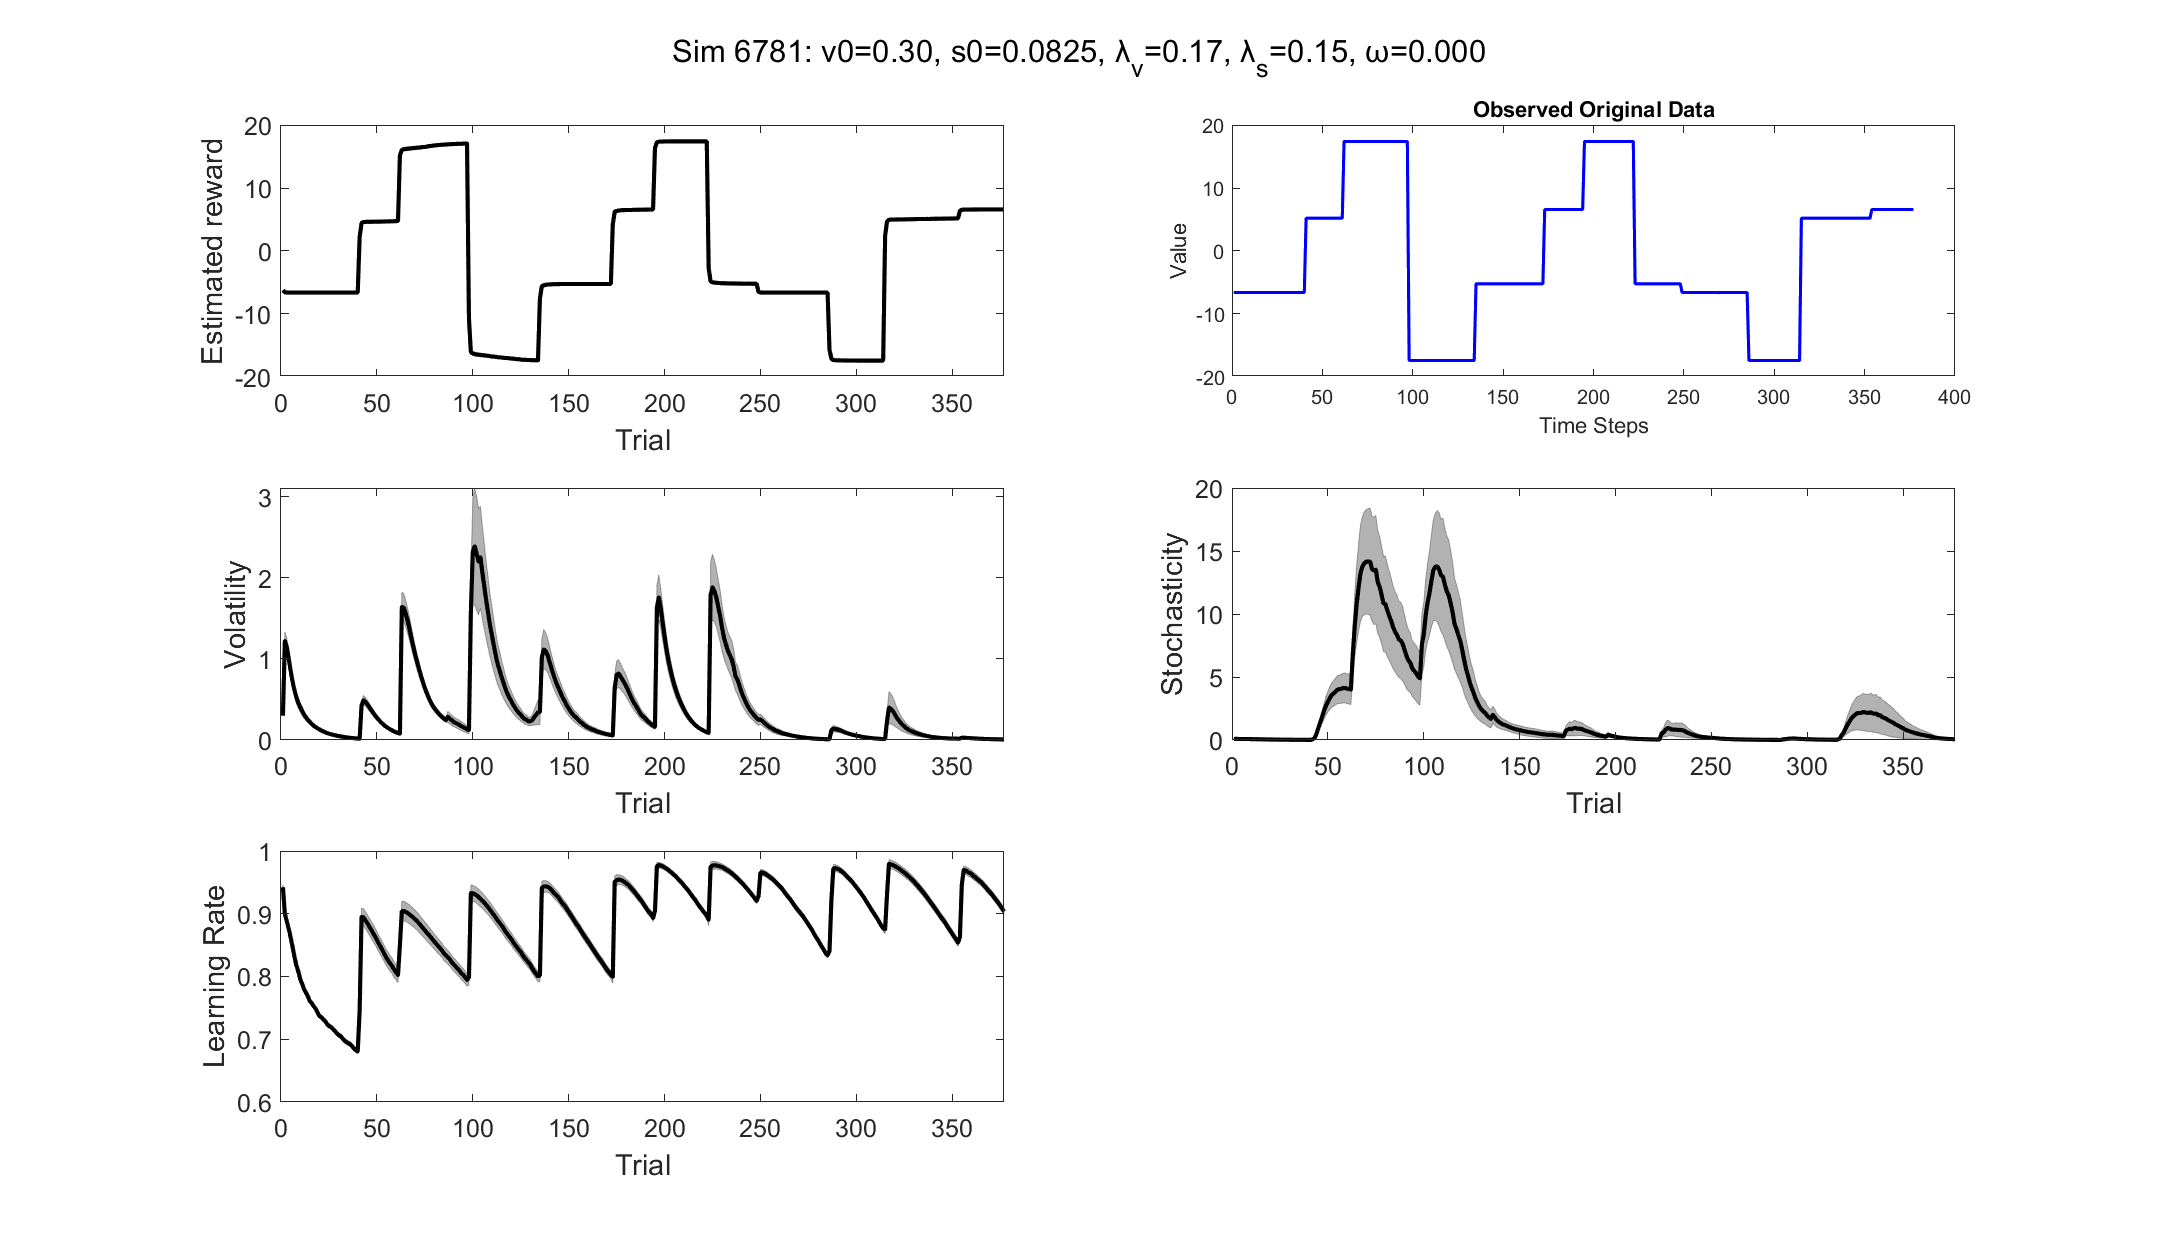 Sim 6781: v0=0.30, s0=0.0825, λv=0.17, λs=0.15, ω=0.000
Estimated reward
20
10
0
-10
-20
0 50 100 150 200 250 300 350
Trial
Observed Original Data
Value
20
10
0
-10
-20
0 50 100 150 200 250 300 350 400
Time Steps
Volatility
3
2
1
0
0 50 100 150 200 250 300 350
Trial
Stochasticity
20
15
10
5
0
0 50 100 150 200 250 300 350
Trial
Learning Rate
1
0.9
0.8
0.7
0.6
0 50 100 150 200 250 300 350
Trial